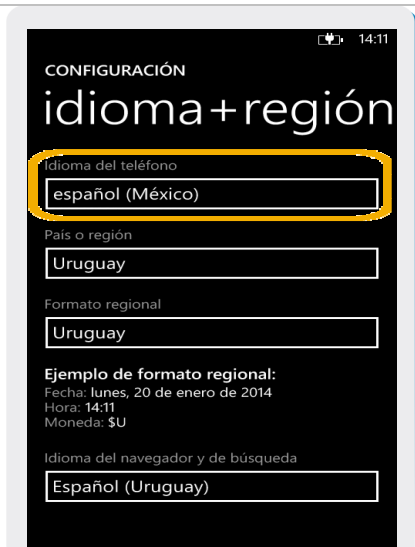 14:11
CONFIGURACIÓN
idioma+región
Idioma del teléfono
español (México)
País o región
Uruguay
Formato regional
Uruguay
Ejemplo de formato regional:
Fecha: lunes, 20 de enero de 2014
Hora: 14:11
Moneda: $U
Idioma del navegador y de búsqueda
Español (Uruguay)